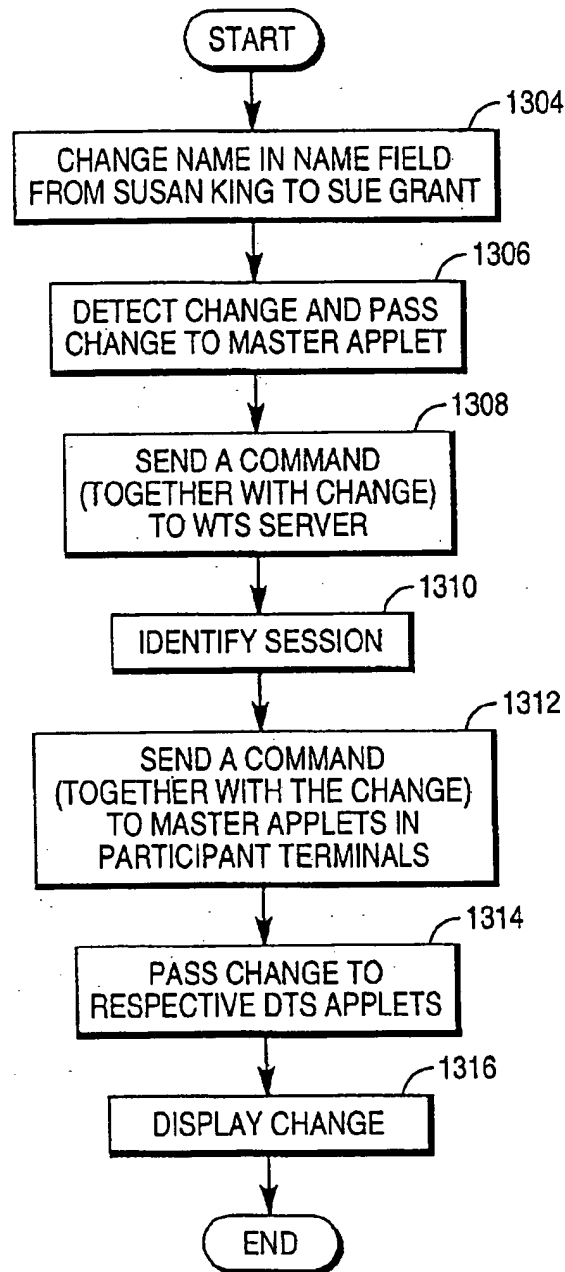 START
1304
CHANGE NAME IN NAME FIELD
FROM SUSAN KING TO SUE GRANT
1306
DETECT CHANGE AND PASS
CHANGE TO MASTER APPLET
1308
SEND A COMMAND
(TOGETHER WITH CHANGE)
TO WTS SERVER
1310
IDENTIFY SESSION
1312
SEND A COMMAND
(TOGETHER WITH THE CHANGE)
TO MASTER APPLETS IN
PARTICIPANT TERMINALS
1314
PASS CHANGE TO
RESPECTIVE DTS APPLETS
1316
DISPLAY CHANGE
END